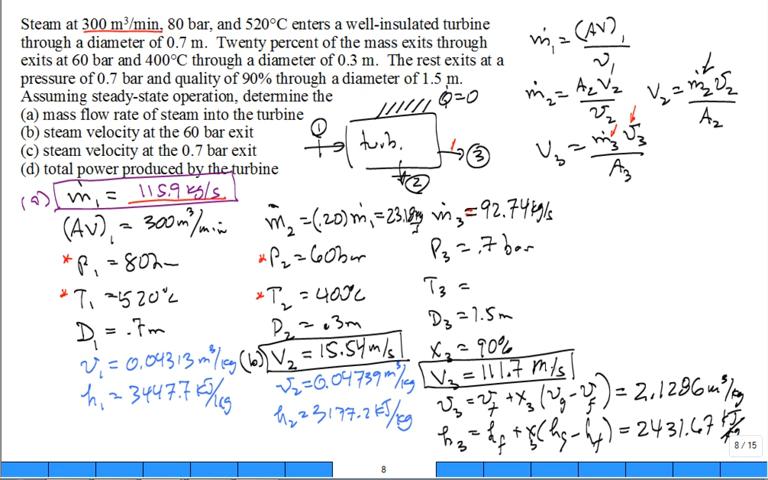 Steam at 300 m³/min, 80 bar, and 520°C enters a well-insulated turbine
through a diameter of 0.7 m. Twenty percent of the mass exits through
exits at 60 bar and 400°C through a diameter of 0.3 m. The rest exits at a
pressure of 0.7 bar and quality of 90% through a diameter of 1.5 m.
Assuming steady-state operation, determine the
(a) mass flow rate of steam into the turbine
(b) steam velocity at the 60 bar exit
(c) steam velocity at the 0.7 bar exit
(d) total power produced by the turbine
ṁ₁ = (AV)₁ / v₁
ṁ₂ = A₂V₂ / v₂
V₂ = ṁ₂v₂ / A₂
V₃ = ṁ₃v₃ / A₃
Q̇=0
① turb. ② ③
(a) ṁ₁ = 115.9 kg/s
(AV)₁ = 300 m³/min
*P₁ = 80
*T₁ = 520°C
D₁ = .7m
v₁ = 0.04313 m³/kg
h₁ = 3447.7 kJ/kg
ṁ₂ = (.20) ṁ₁ = 23.18
*P₂ = 60bar
*T₂ = 400°C
D₂ = .3m
(b) V₂ = 15.54 m/s
v₂ = 0.04739 m³/kg
h₂ = 3177.2 kJ/kg
ṁ₃ = 92.74 kg/s
P₃ = .7 bar
T₃ =
D₃ = 1.5m
x₃ = 90%
V₃ = 111.7 m/s
v₃ = v_f + x₃(v_g - v_f) = 2.1286 m³/kg
h₃ = h_f + x₃(h_g - h_f) = 2431.67 kJ/kg
8 / 15
8